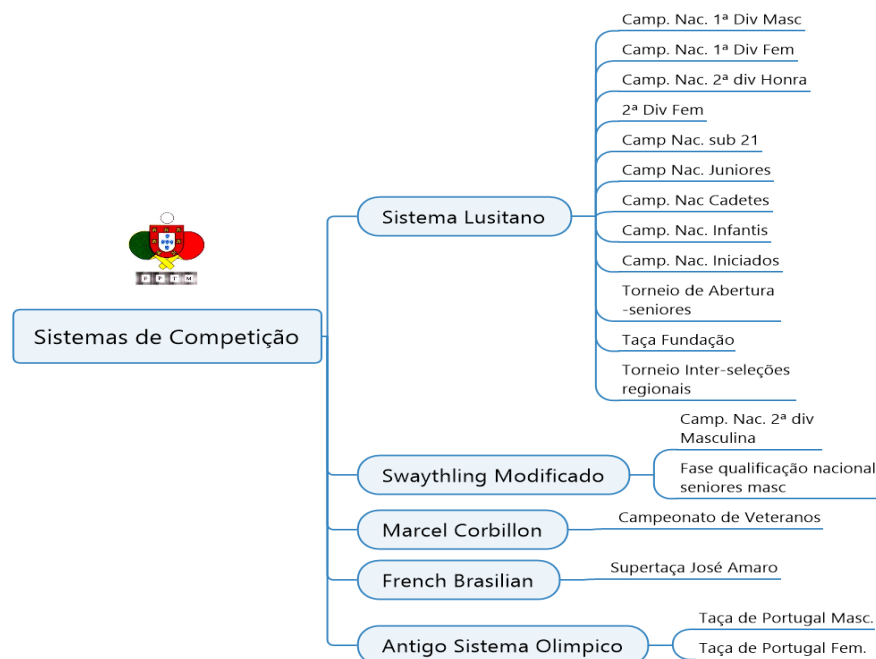 Camp. Nac. 1ª Div Masc
Camp. Nac. 1ª Div Fem
Camp. Nac. 2ª div Honra
2ª Div Fem
Camp Nac. sub 21
Camp Nac. Juniores
Camp. Nac Cadetes
Camp. Nac. Infantis
Camp. Nac. Iniciados
Torneio de Abertura
-seniores
Taça Fundação
Torneio Inter-seleções
regionais
Sistema Lusitano
F P T M
Sistemas de Competição
Camp. Nac. 2ª div
Masculina
Fase qualificação nacional
seniores masc
Swaythling Modificado
Marcel Corbillon
Campeonato de Veteranos
French Brasilian
Supertaça José Amaro
Antigo Sistema Olimpico
Taça de Portugal Masc.
Taça de Portugal Fem.